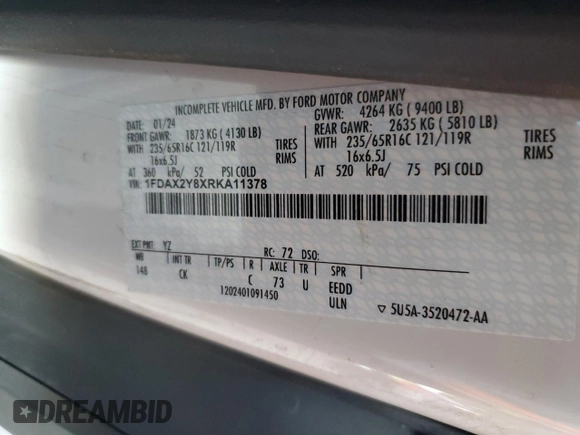 INCOMPLETE VEHICLE MFD. BY FORD MOTOR COMPANY
DATE: 01/24 GVWR: 4264 KG ( 9400 LB)
FRONT GAWR: 1873 KG ( 4130 LB) REAR GAWR: 2635 KG ( 5810 LB)
WITH 235/65R16C 121/119R TIRES WITH 235/65R16C 121/119R TIRES
16x6.5J RIMS 16x6.5J RIMS
AT 360 kPa/ 52 PSI COLD AT 520 kPa/ 75 PSI COLD
VIN: 1FDAX2Y8XRKA11378
EXT PNT: YZ RC: 72 DSO:
WB INT TR TP/PS R AXLE TR SPR
148 CK C 73 U EEDD
1202401091450 ULN ▽ 5U5A-3520472-AA
DREAMBID